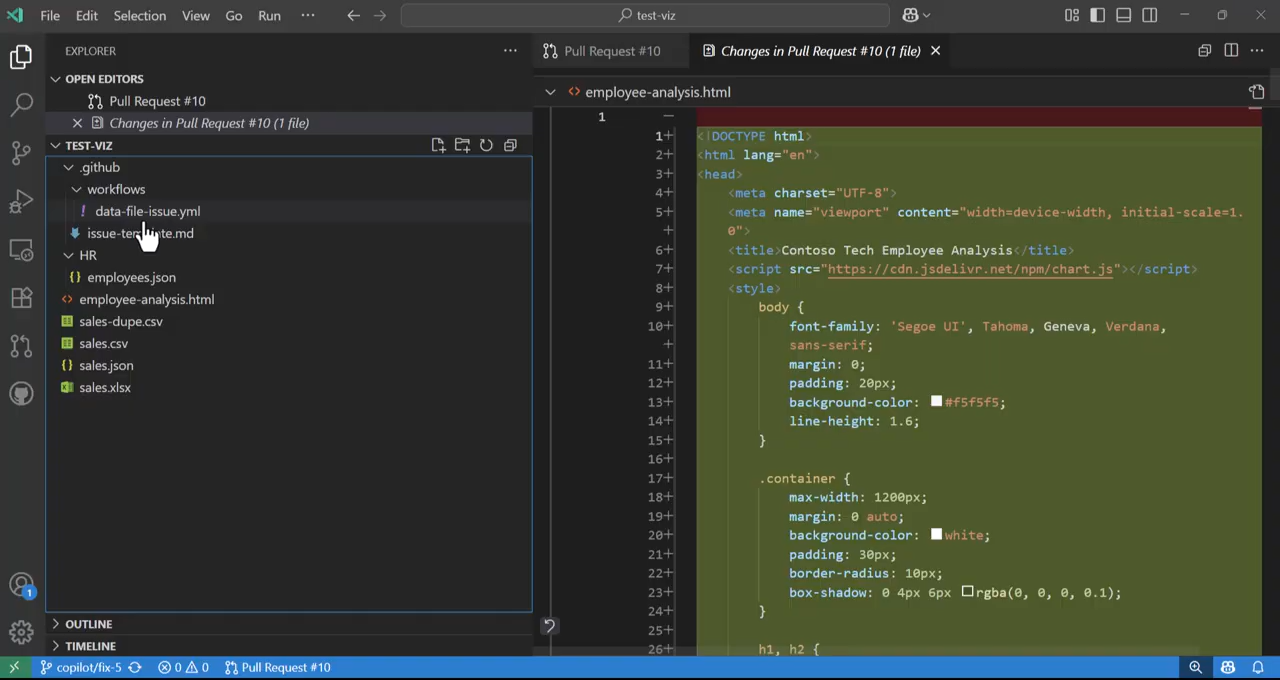 File Edit Selection View Go Run ··· test-viz
EXPLORER
OPEN EDITORS
Pull Request #10
Changes in Pull Request #10 (1 file)
TEST-VIZ
.github
workflows
data-file-issue.yml
HR
employees.json
employee-analysis.html
sales-dupe.csv
sales.csv
sales.json
sales.xlsx
OUTLINE
TIMELINE
Pull Request #10 Changes in Pull Request #10 (1 file)
employee-analysis.html
1
1+ <!DOCTYPE html>
2+ <html lang="en">
3+ <head>
4+ <meta charset="UTF-8">
5+ <meta name="viewport" content="width=device-width, initial-scale=1.
+ 0">
6+ <title>Contoso Tech Employee Analysis</title>
7+ <script src="https://cdn.jsdelivr.net/npm/chart.js"></script>
8+ <style>
9+ body {
10+ font-family: 'Segoe UI', Tahoma, Geneva, Verdana,
+ sans-serif;
11+ margin: 0;
12+ padding: 20px;
13+ background-color: #f5f5f5;
14+ line-height: 1.6;
15+ }
16+
17+ .container {
18+ max-width: 1200px;
19+ margin: 0 auto;
20+ background-color: white;
21+ padding: 30px;
22+ border-radius: 10px;
23+ box-shadow: 0 4px 6px rgba(0, 0, 0, 0.1);
24+ }
25+
26+ h1, h2 {
1
copilot/fix-5 0 0 Pull Request #10